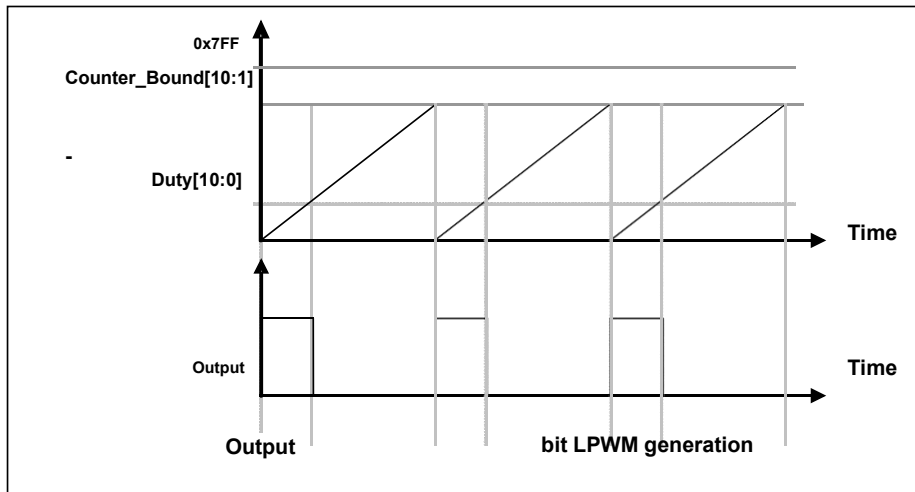 0x7FF
Counter_Bound[10:1]
-
Duty[10:0]
Time
Output
Time
Output bit LPWM generation